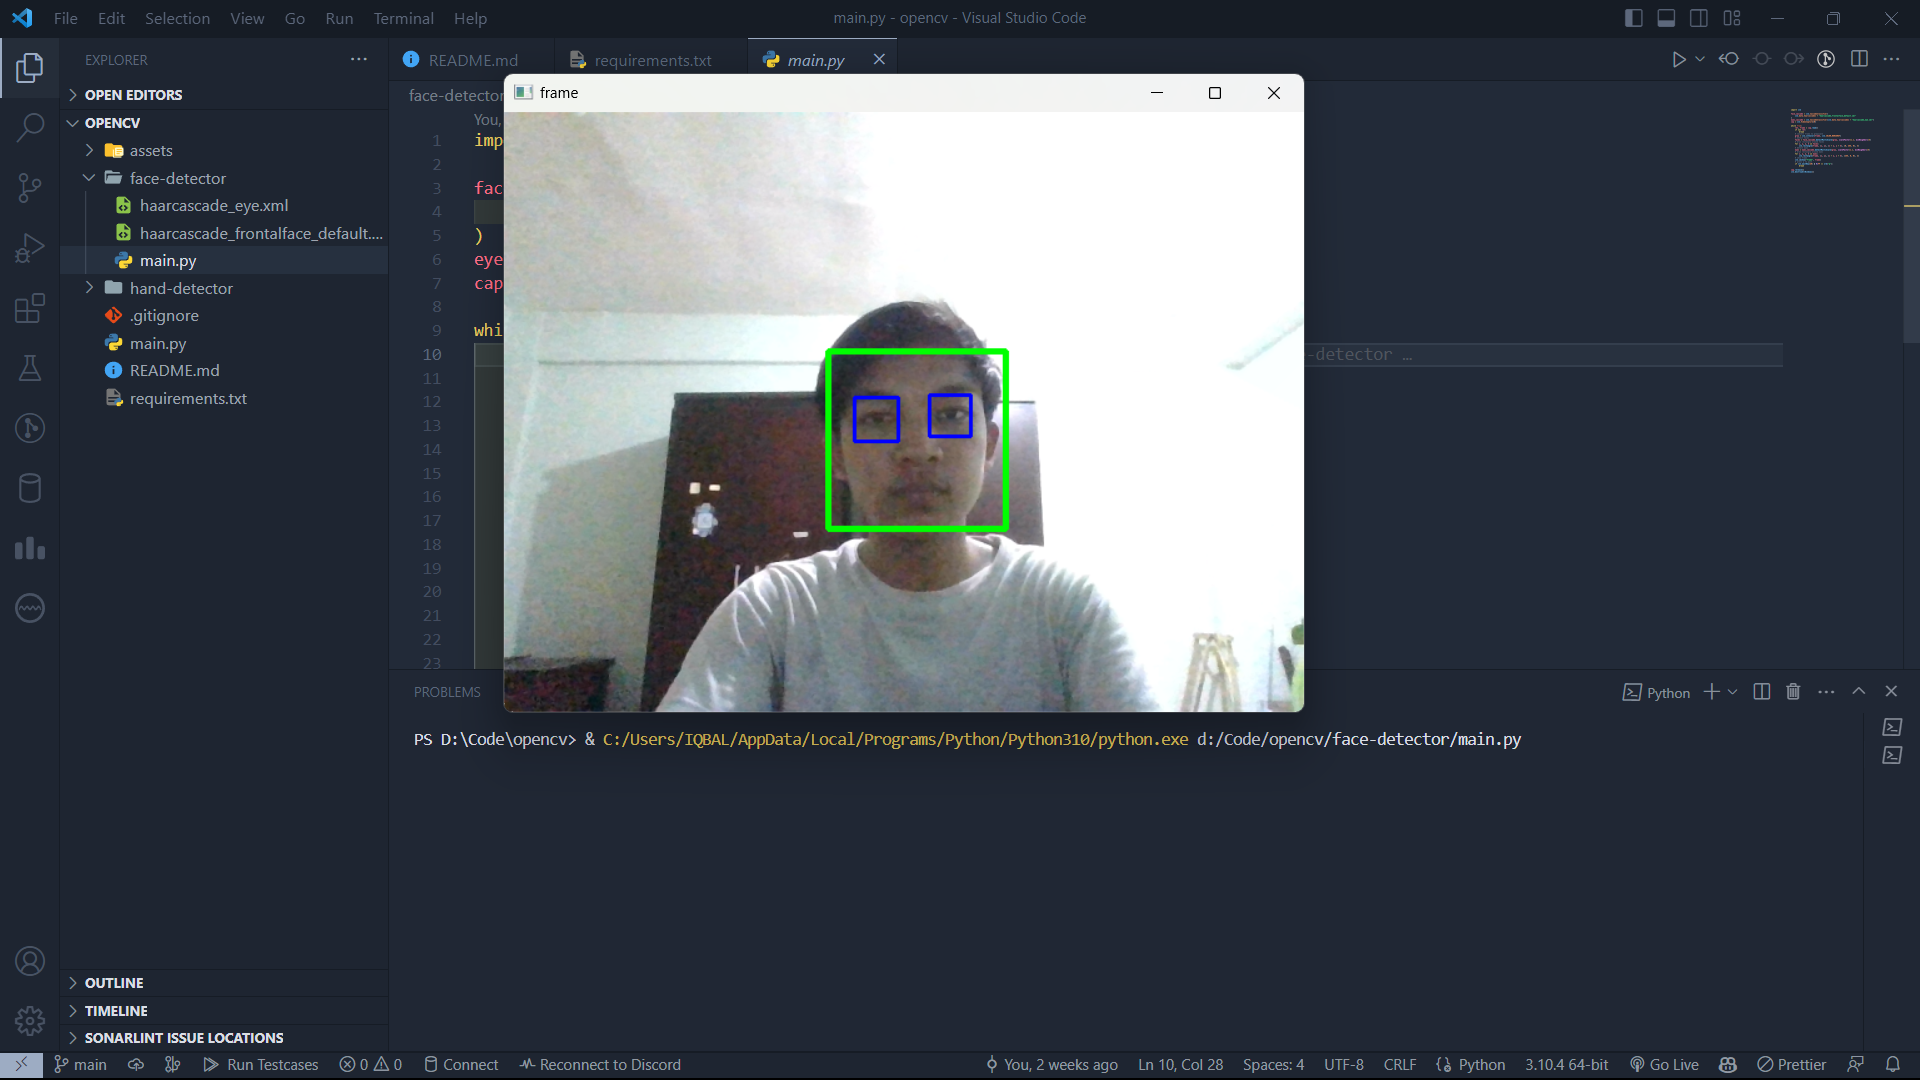 File Edit Selection View Go Run Terminal Help
main.py - opencv - Visual Studio Code
EXPLORER
OPEN EDITORS
OPENCV
assets
face-detector
haarcascade_eye.xml
haarcascade_frontalface_default....
main.py
hand-detector
.gitignore
main.py
README.md
requirements.txt
OUTLINE
TIMELINE
SONARLINT ISSUE LOCATIONS
README.md requirements.txt main.py
face-detector
frame
You,
1 imp
2
3 fac
4
5 )
6 eye
7 cap
8
9 whi
10 -detector ...
11
12
13
14
15
16
17
18
19
20
21
22
23
PROBLEMS
Python
PS D:\Code\opencv> & C:/Users/IQBAL/AppData/Local/Programs/Python/Python310/python.exe d:/Code/opencv/face-detector/main.py
main Run Testcases 0 0 Connect Reconnect to Discord You, 2 weeks ago Ln 10, Col 28 Spaces: 4 UTF-8 CRLF Python 3.10.4 64-bit Go Live Prettier